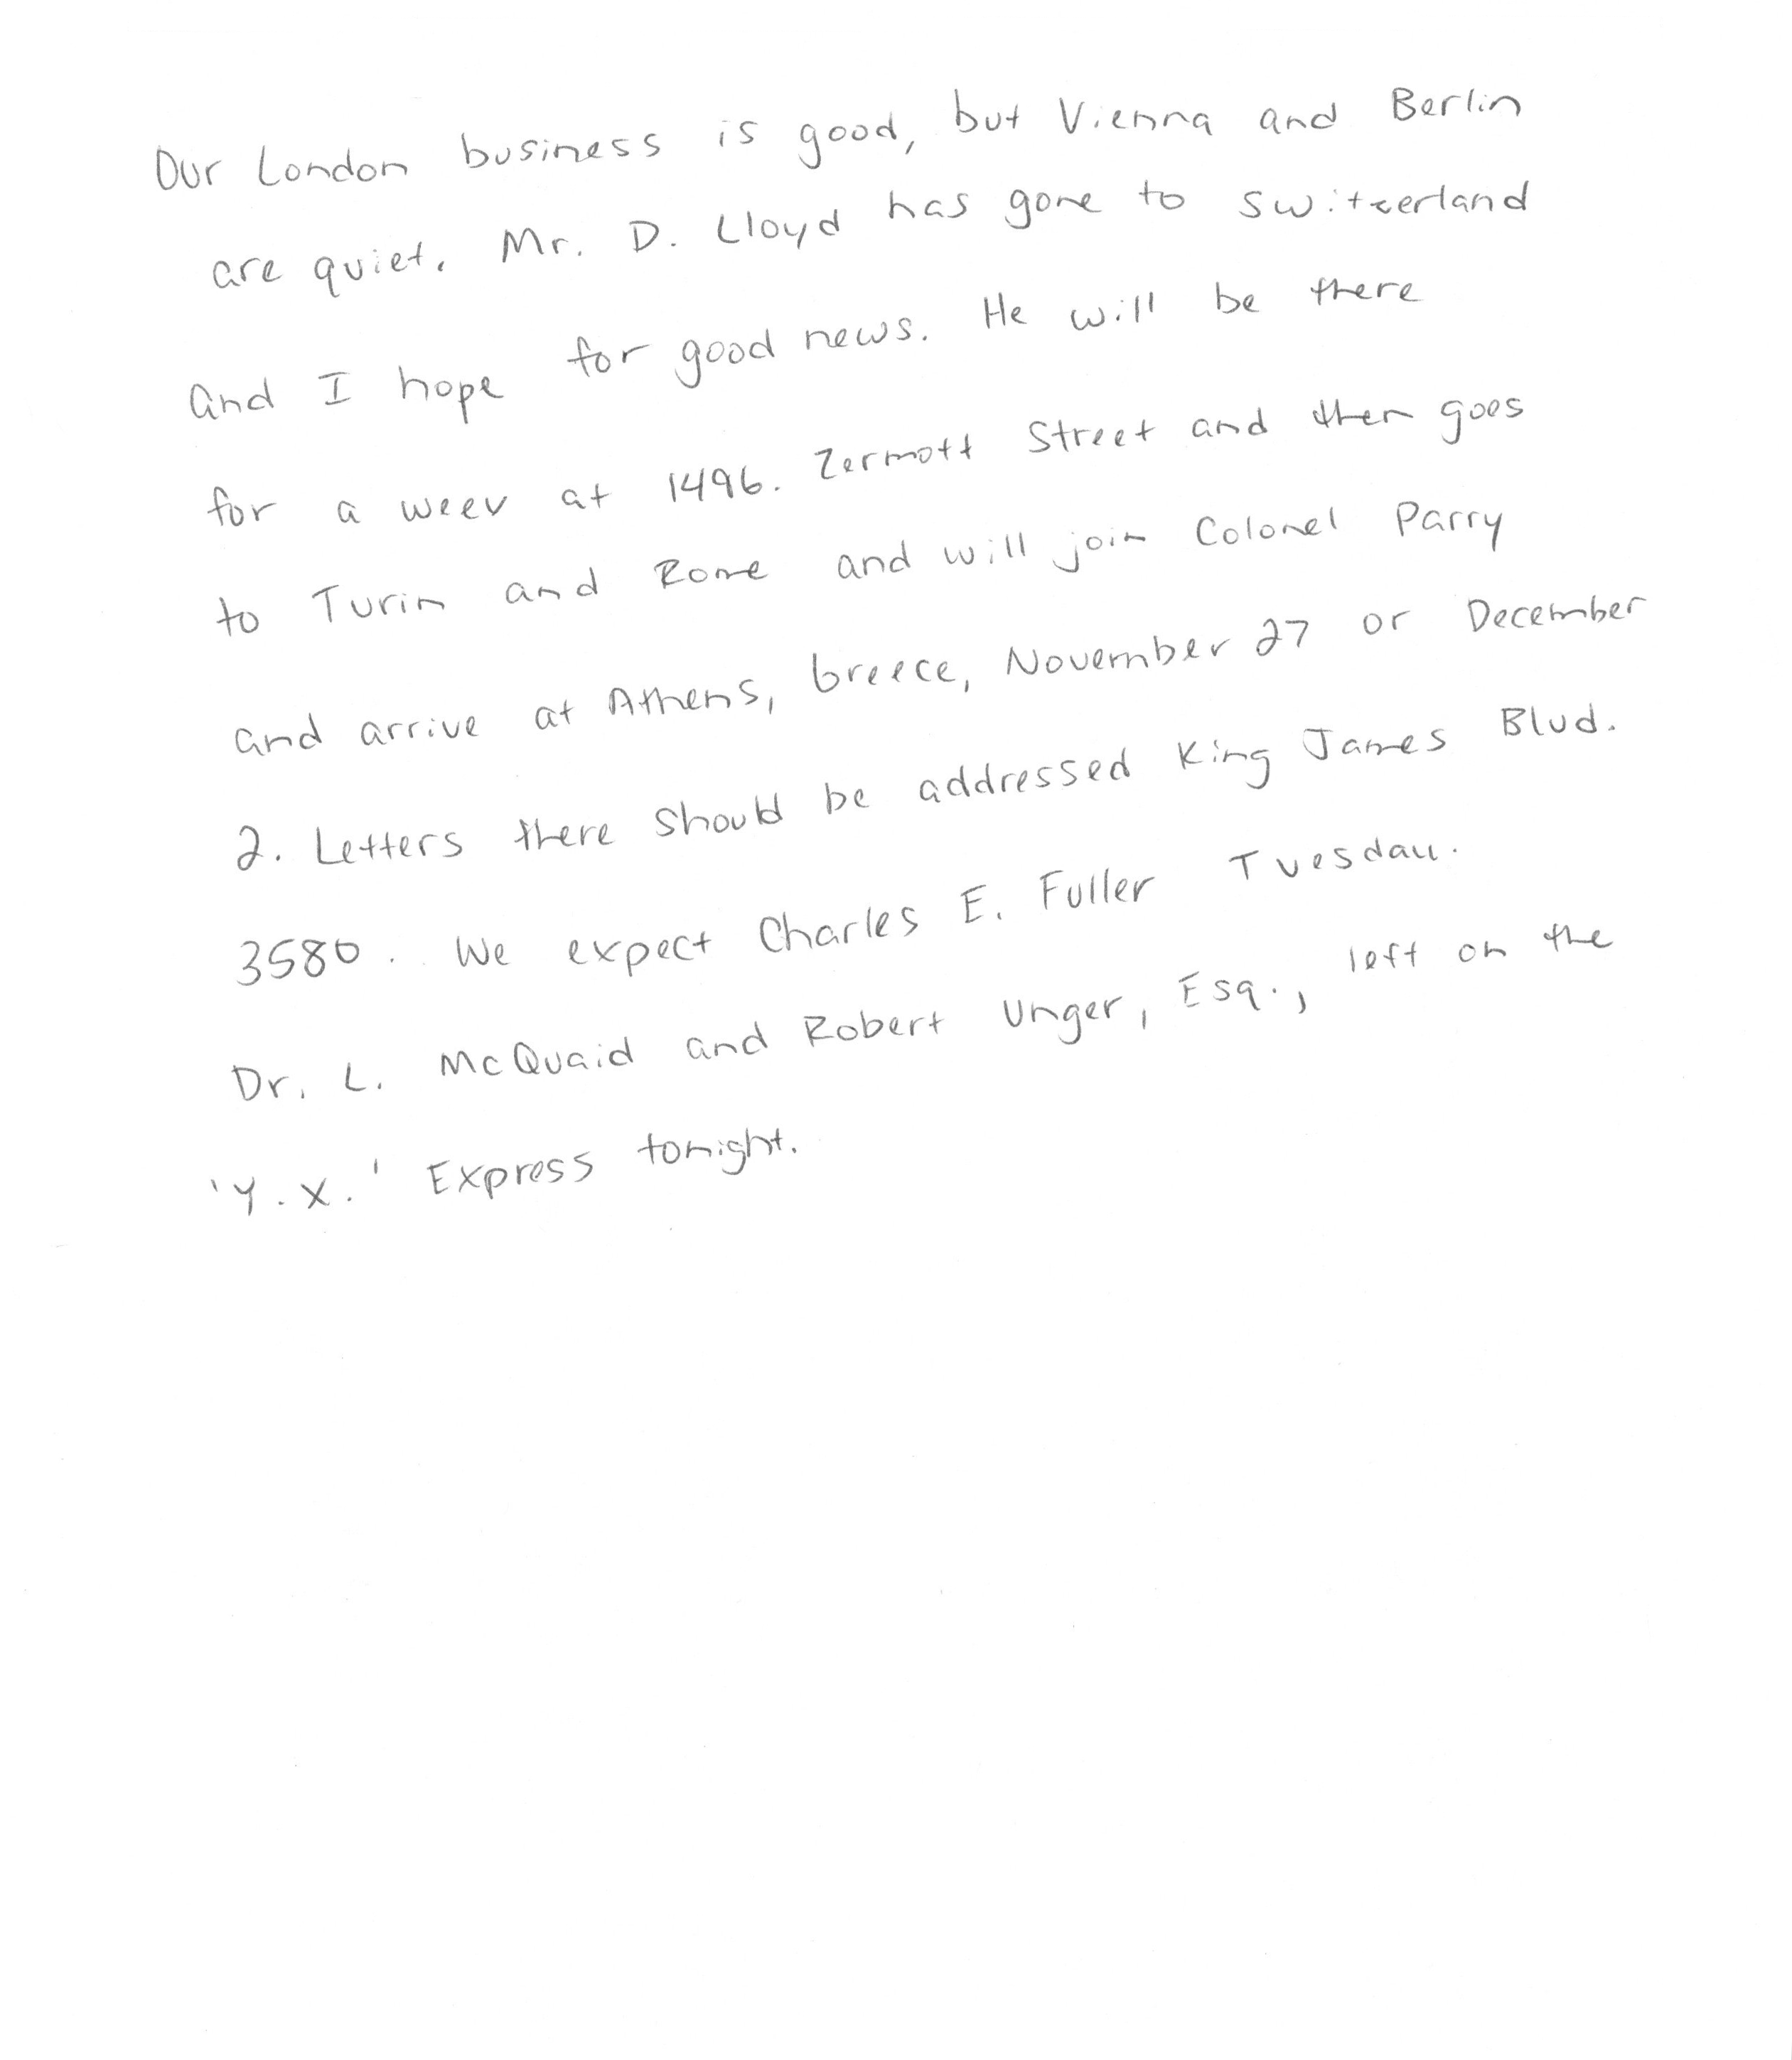 Our London business is good, but Vienna and Berlin
are quiet. Mr. D. Lloyd has gone to Switzerland
and I hope for good news. He will be there
for a week at 1496. Zermott Street and then goes
to Turin and Rome and will join Colonel Parry
and arrive at Athens, Greece, November 27 or December
2. Letters there should be addressed King James Blvd.
3580. We expect Charles E. Fuller Tuesday.
Dr. L. McQuaid and Robert Unger, Esq., left on the
'Y.X.' Express tonight.